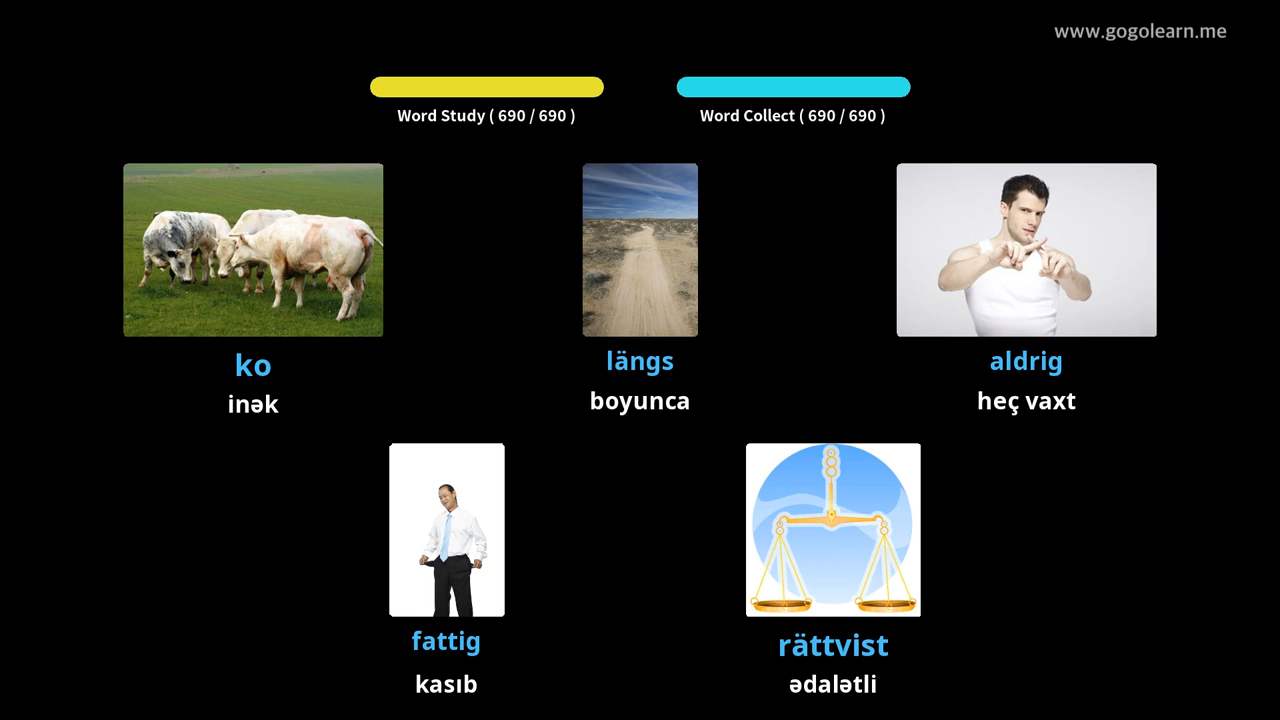 www.gogolearn.me
Word Study ( 690 / 690 )
Word Collect ( 690 / 690 )
ko
inək
längs
boyunca
aldrig
heç vaxt
fattig
kasıb
rättvist
ədalətli